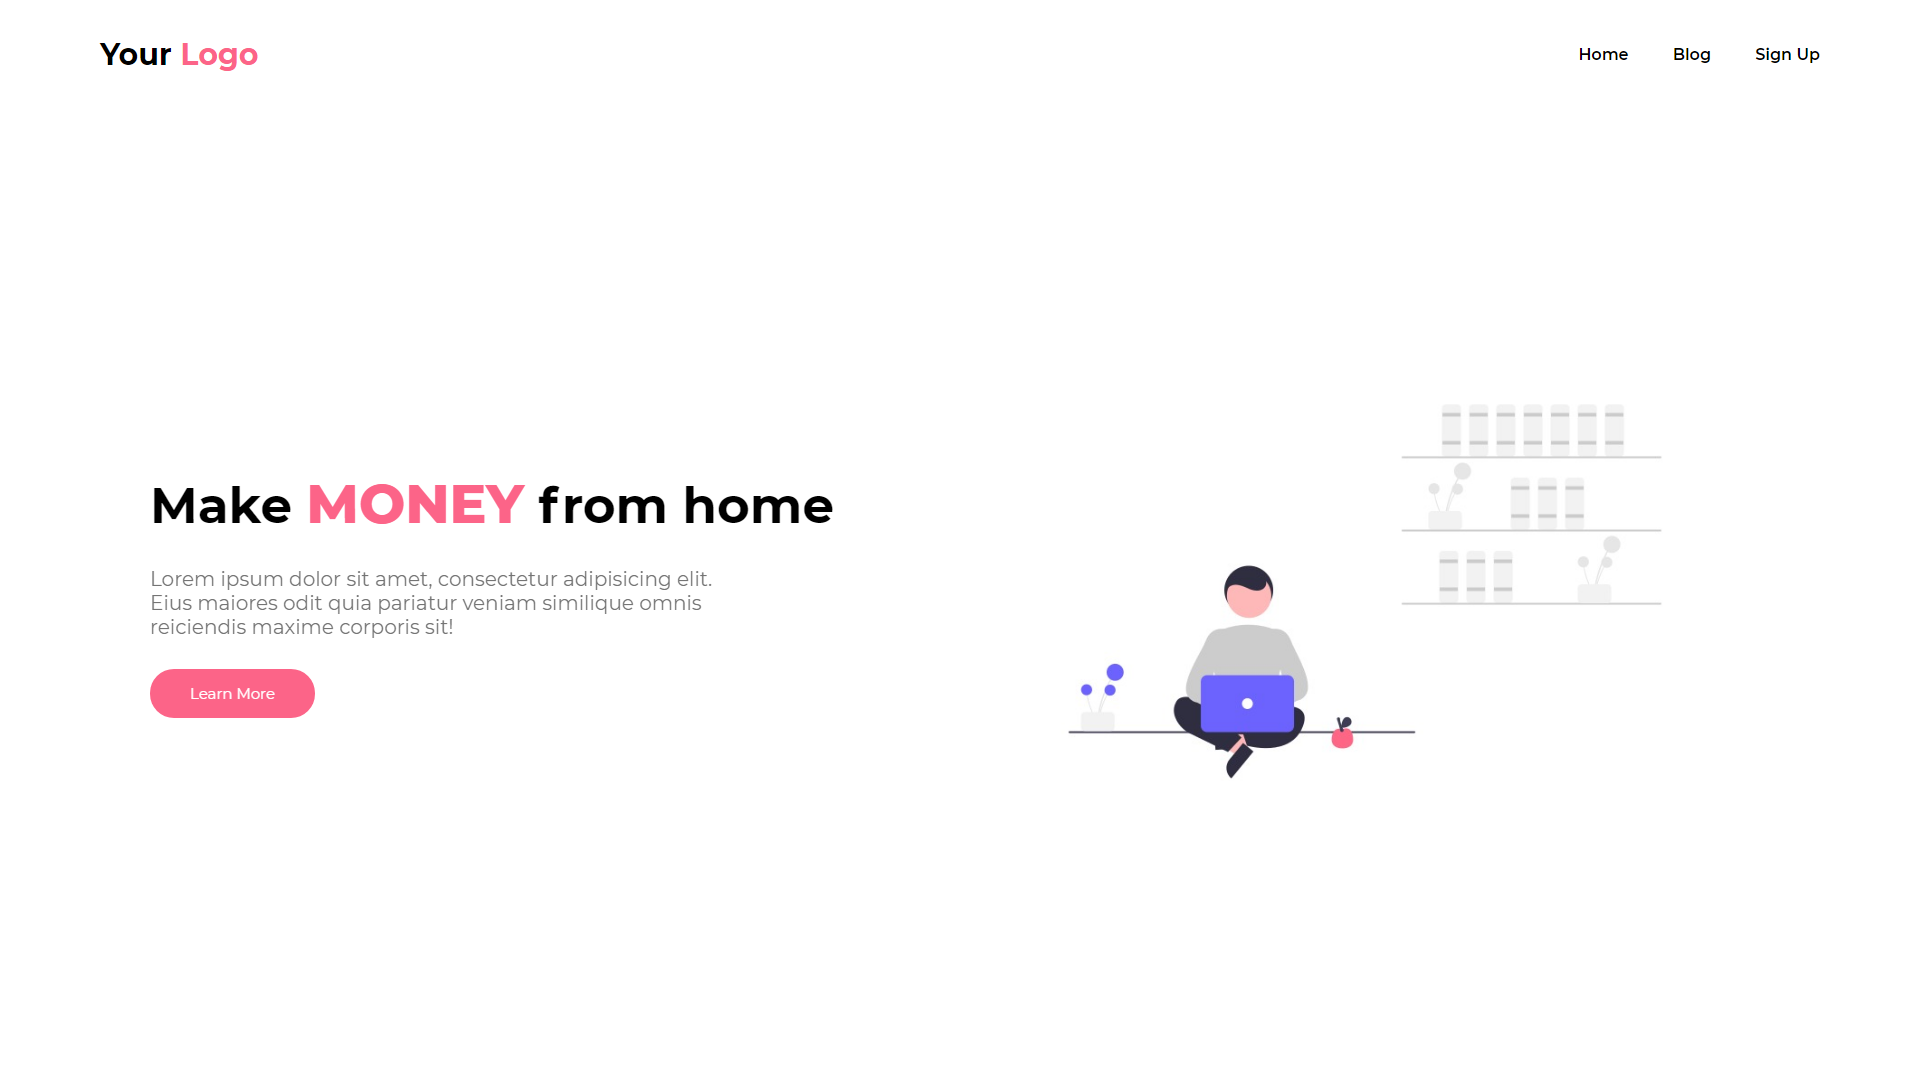 Your Logo
Home
Blog
Sign Up
Make MONEY from home
Lorem ipsum dolor sit amet, consectetur adipisicing elit.
Eius maiores odit quia pariatur veniam similique omnis
reiciendis maxime corporis sit!
Learn More